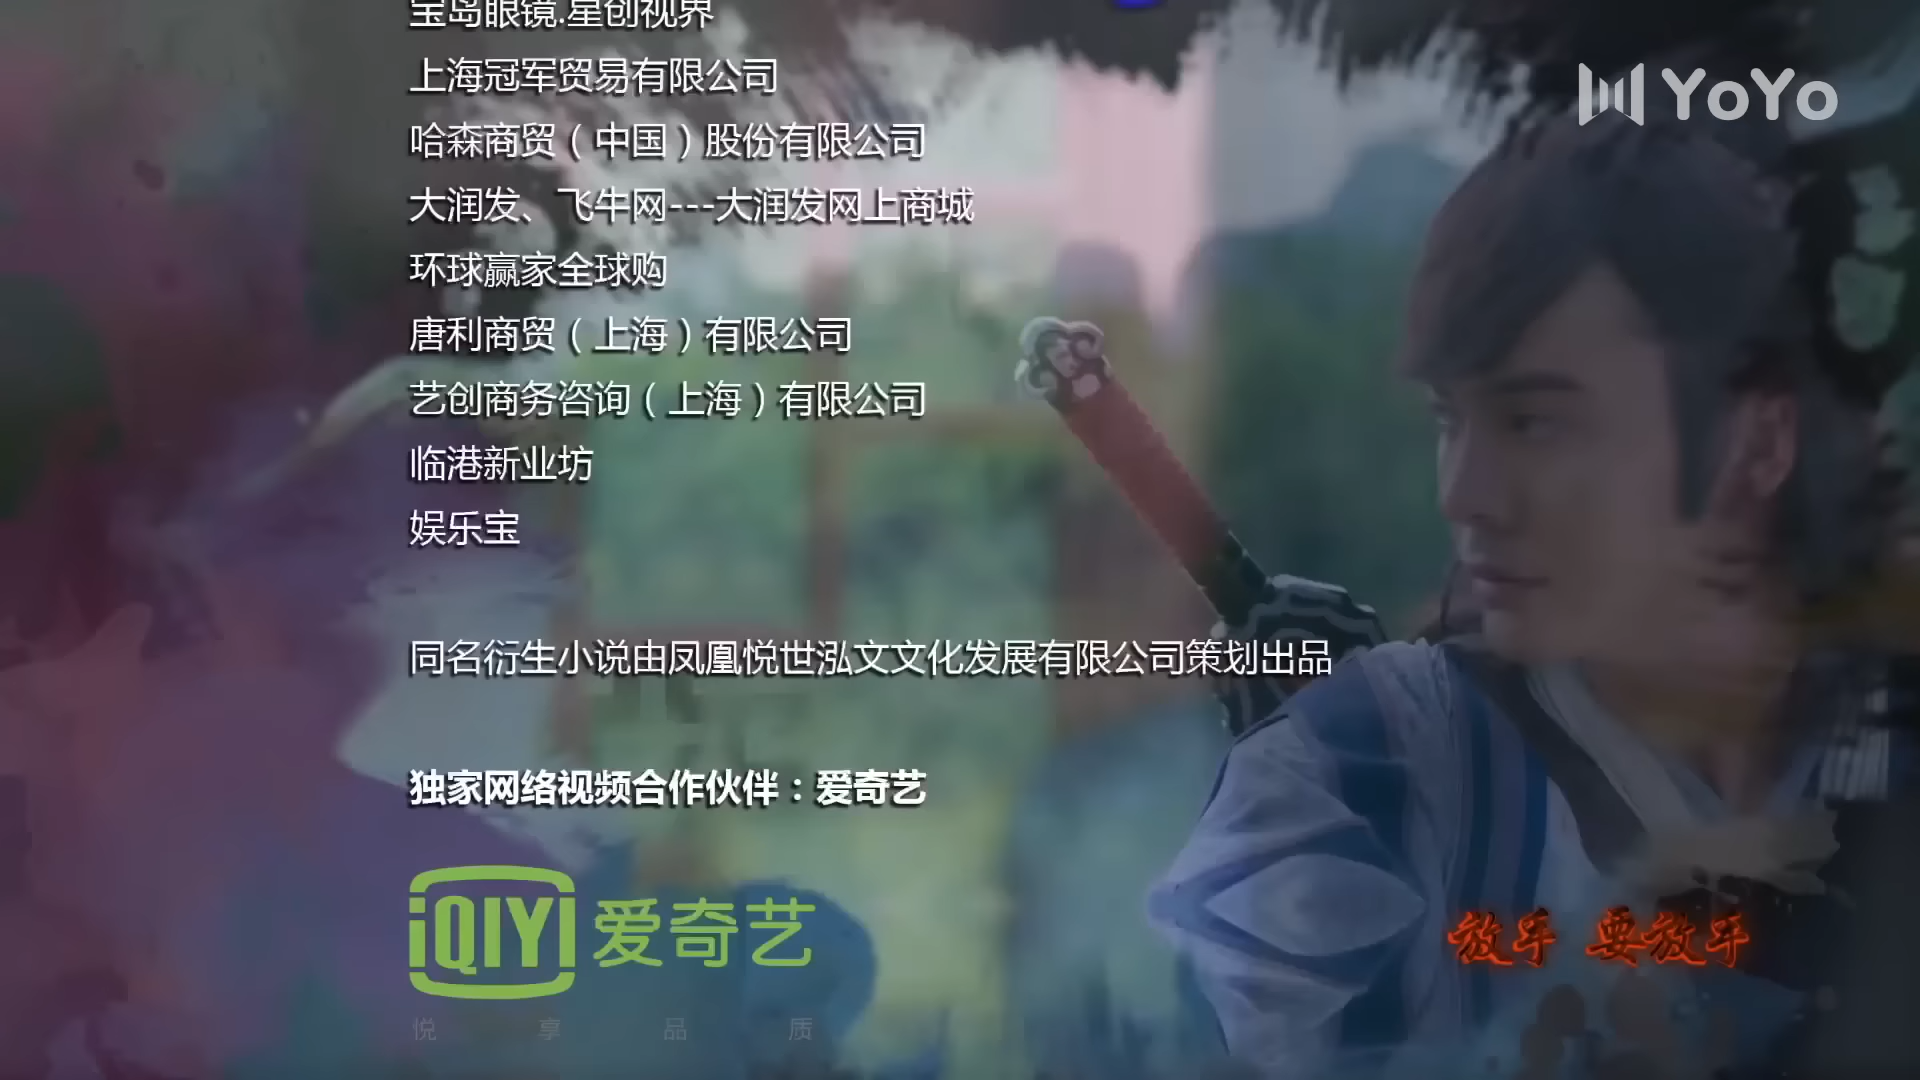 宝岛眼镜.星创视界
上海冠军贸易有限公司
YoYo
哈森商贸（中国）股份有限公司
大润发、飞牛网---大润发网上商城
环球赢家全球购
唐利商贸（上海）有限公司
艺创商务咨询（上海）有限公司
临港新业坊
娱乐宝
同名衍生小说由凤凰悦世泓文文化发展有限公司策划出品
独家网络视频合作伙伴：爱奇艺
iQIYI 爱奇艺
悦享品质
放手 要放手